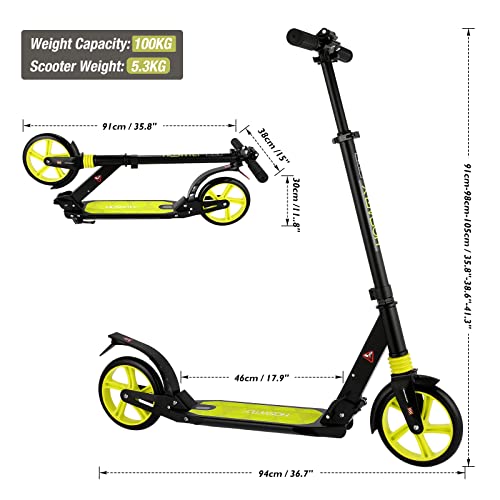 Weight Capacity: 100KG
Scooter Weight: 5.3KG
91cm / 35.8"
38cm / 15"
30cm / 11..8"
91cm-98cm-105cm / 35.8"-38.6"-41.3"
46cm / 17.9"
94cm / 36.7"